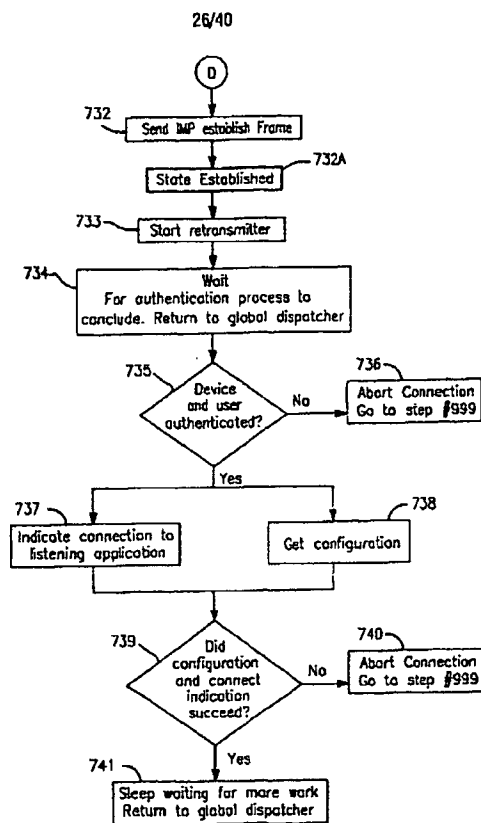 26/40
D
732
Send IMP establish Frame
State Established
732A
733
Start retransmitter
734
Wait
For authentication process to
conclude. Return to global dispatcher
735
Device
and user
authenticated?
No
736
Abort Connection
Go to step #999
Yes
737
Indicate connection to
listening application
738
Get configuration
739
Did
configuration
and connect
indication
succeed?
No
740
Abort Connection
Go to step #999
Yes
741
Sleep waiting for more work
Return to global dispatcher